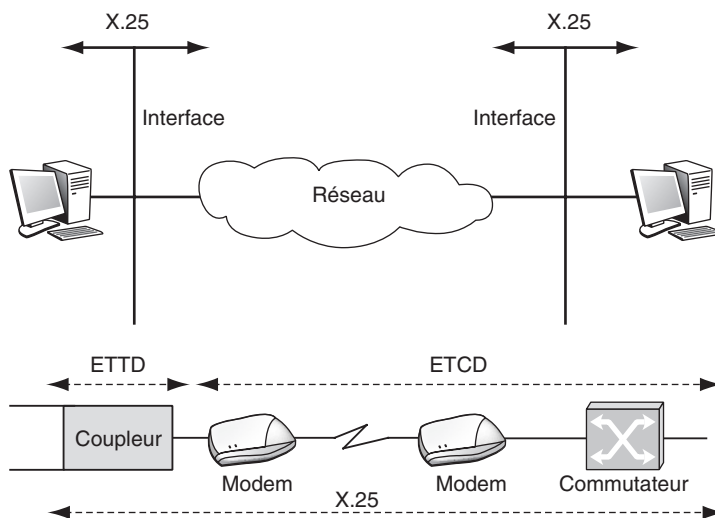 X.25
X.25
Interface
Interface
Réseau
ETTD
ETCD
Coupleur
Modem
Modem
Commutateur
X.25